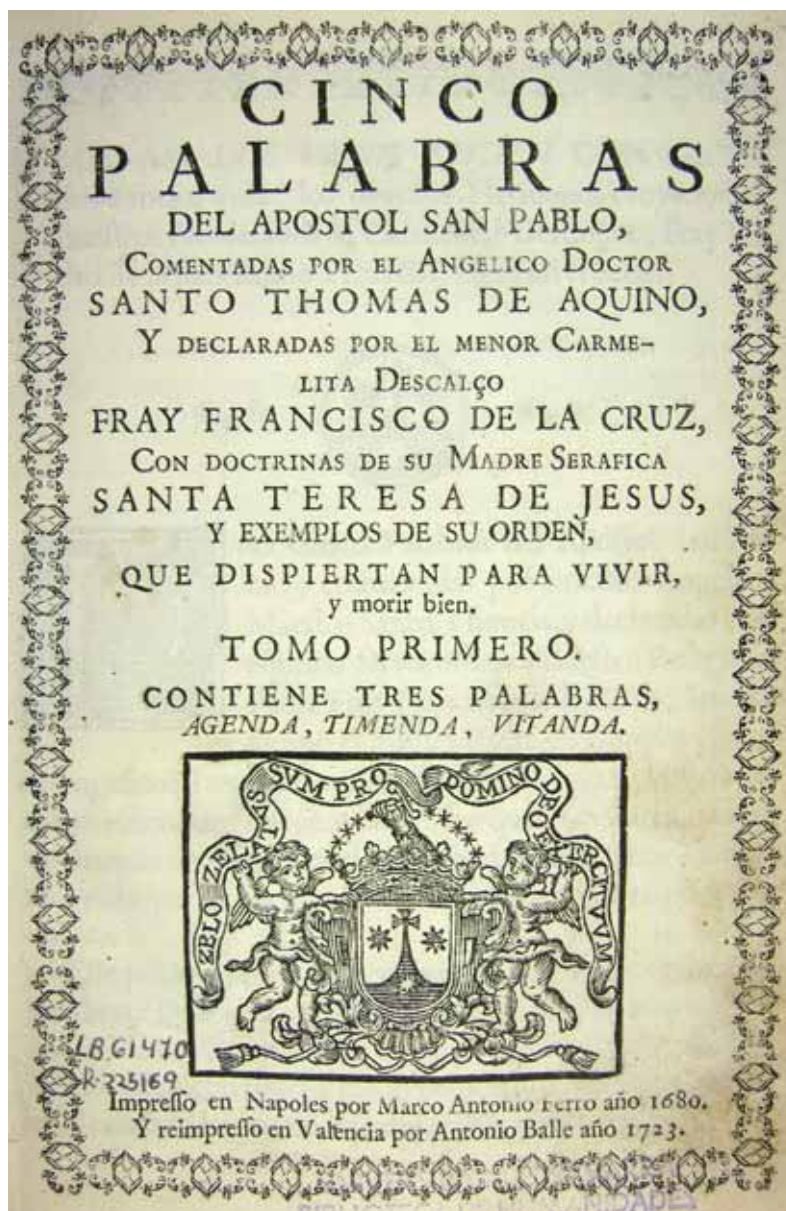 CINCO
PALABRAS
DEL APOSTOL SAN PABLO,
COMENTADAS POR EL ANGELICO DOCTOR
SANTO THOMAS DE AQUINO,
Y DECLARADAS POR EL MENOR CARME-
LITA DESCALÇO
FRAY FRANCISCO DE LA CRUZ,
CON DOCTRINAS DE SU MADRE SERAFICA
SANTA TERESA DE JESUS,
Y EXEMPLOS DE SU ORDEN,
QUE DISPIERTAN PARA VIVIR,
y morir bien.
TOMO PRIMERO.
CONTIENE TRES PALABRAS,
AGENDA, TIMENDA, VITANDA.
ZELO ZELATUS SVM PRO DOMINO DEO EXERCITUUM
LB.G1470
R-225169
Impresso en Napoles por Marco Antonio Ferro año 1680.
Y reimpresso en Valencia por Antonio Balle año 1723.